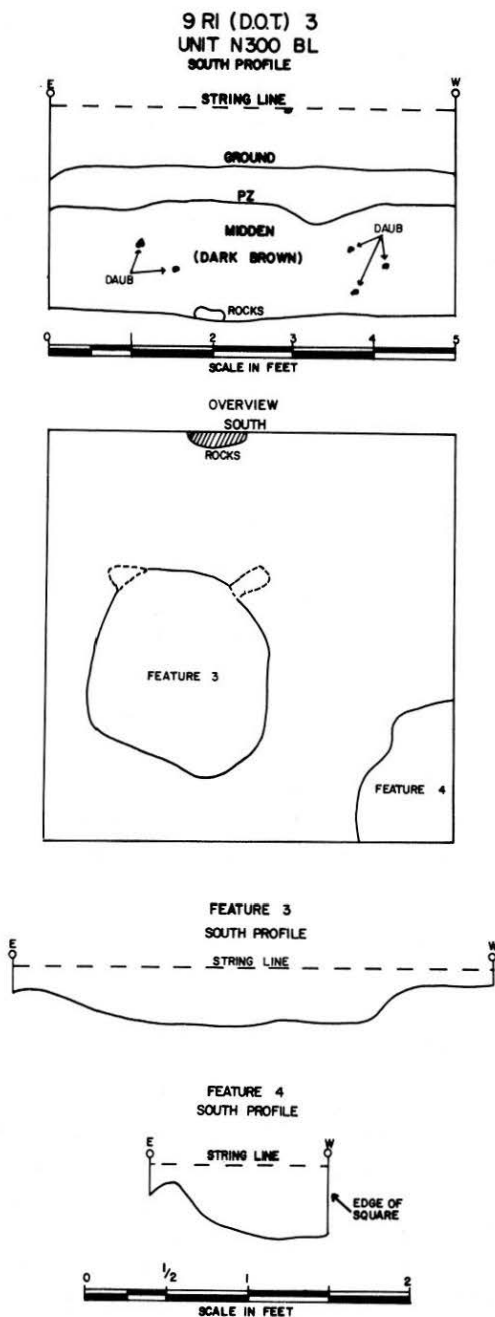 9 RI (D.O.T.) 3
UNIT N300 BL
SOUTH PROFILE
E W
STRING LINE
GROUND
PZ
MIDDEN
(DARK BROWN)
DAUB
DAUB
ROCKS
0 2 3 4 5
SCALE IN FEET
OVERVIEW
SOUTH
ROCKS
FEATURE 3
FEATURE 4
FEATURE 3
SOUTH PROFILE
E W
STRING LINE
FEATURE 4
SOUTH PROFILE
E W
STRING LINE
EDGE OF
SQUARE
0 1/2 1 2
SCALE IN FEET